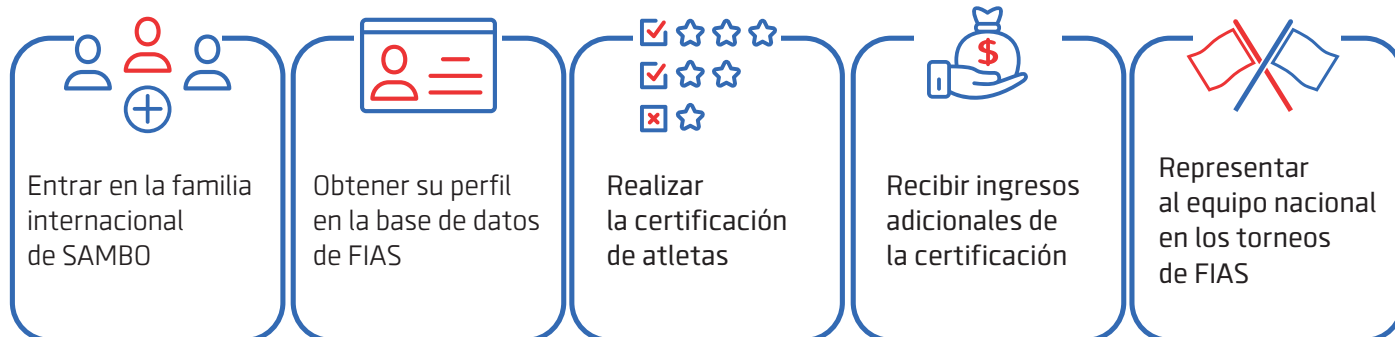 Entrar en la familia
internacional
de SAMBO
Obtener su perfil
en la base de datos
de FIAS
Realizar
la certificación
de atletas
$
Recibir ingresos
adicionales de
la certificación
Representar
al equipo nacional
en los torneos
de FIAS